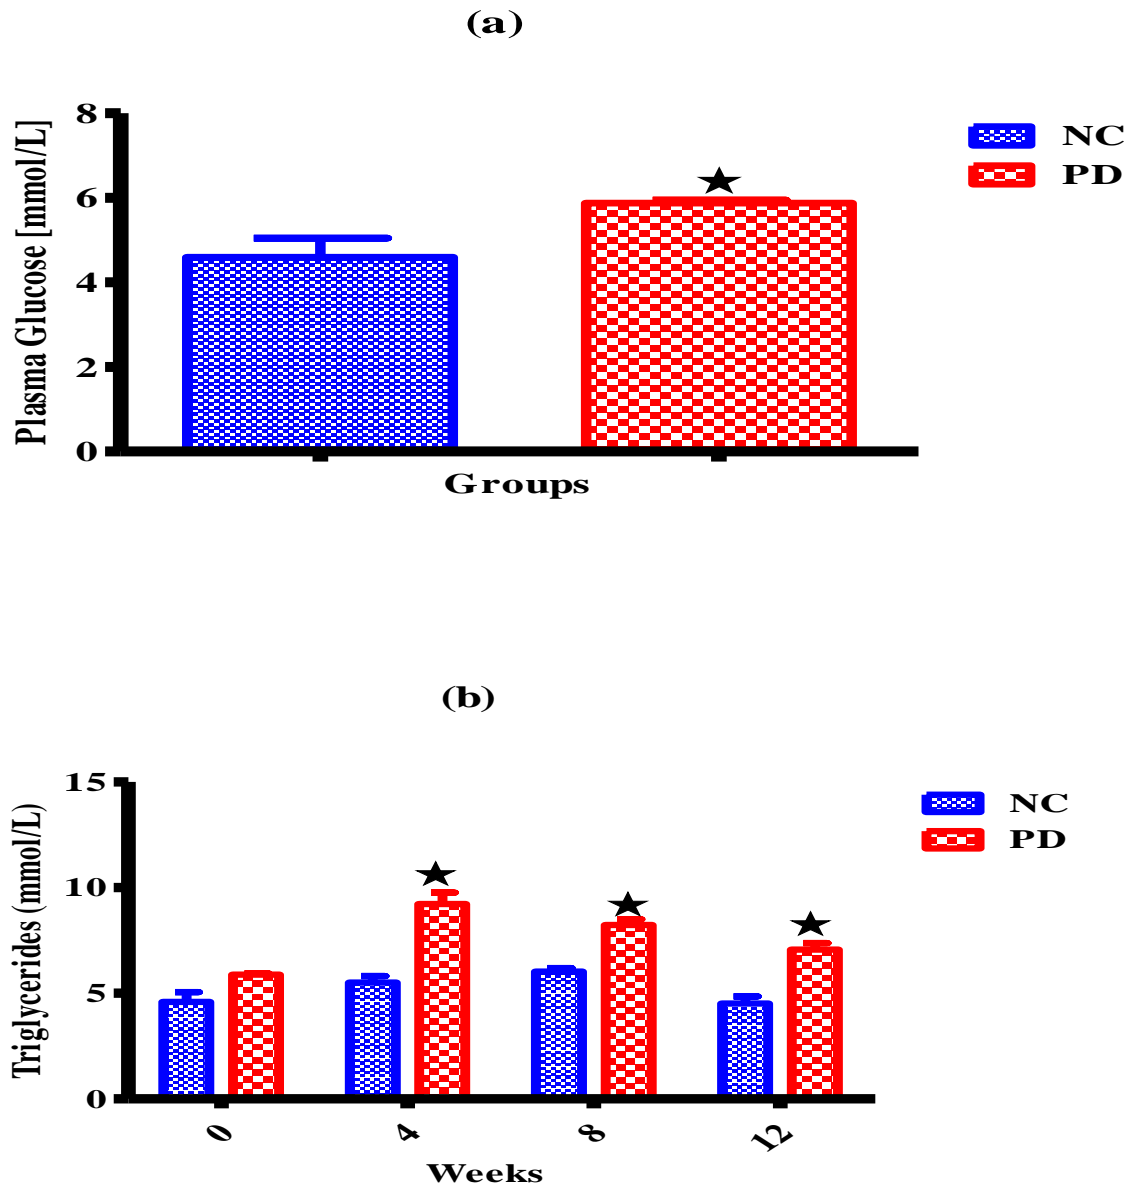 (a)
Plasma Glucose [mmol/L]
8
6
4
2
0
Groups
NC
PD
(b)
Triglycerides (mmol/L)
15
10
5
0
0 4 8 12
Weeks
NC
PD